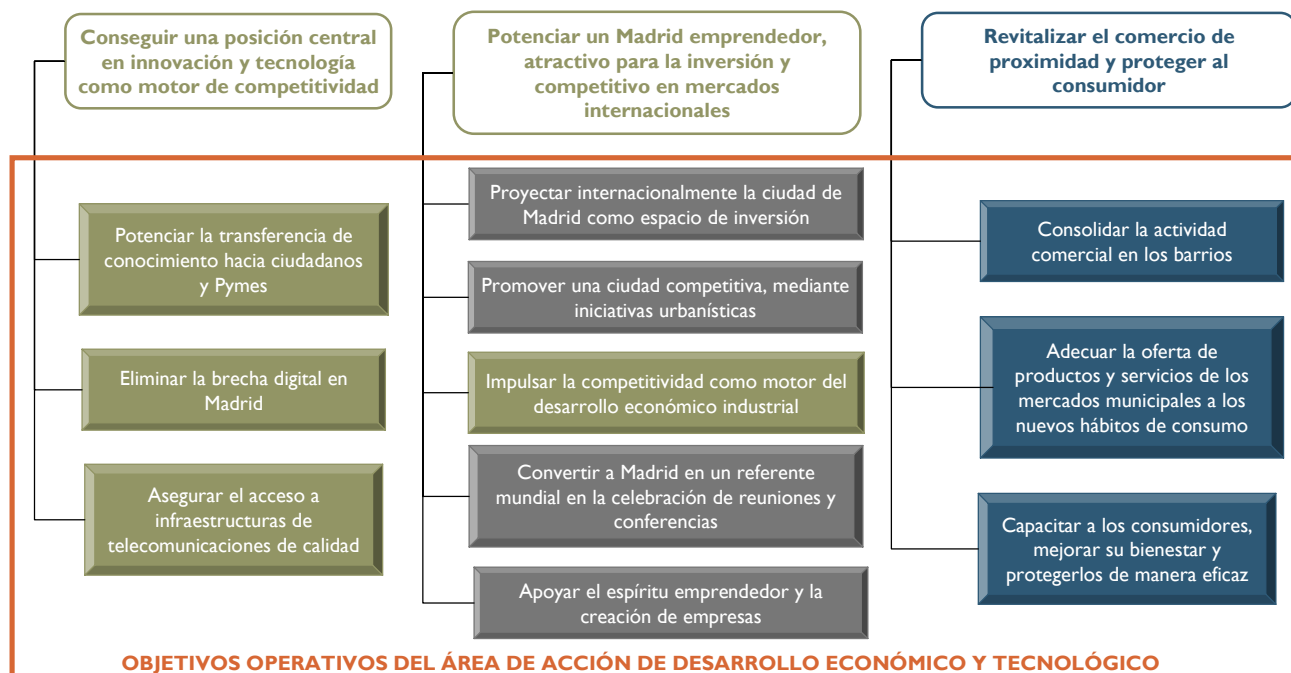 Conseguir una posición central
en innovación y tecnología
como motor de competitividad
Potenciar un Madrid emprendedor,
atractivo para la inversión y
competitivo en mercados
internacionales
Revitalizar el comercio de
proximidad y proteger al
consumidor
Potenciar la transferencia de
conocimiento hacia ciudadanos
y Pymes
Eliminar la brecha digital en
Madrid
Asegurar el acceso a
infraestructuras de
telecomunicaciones de calidad
Proyectar internacionalmente la ciudad de
Madrid como espacio de inversión
Promover una ciudad competitiva, mediante
iniciativas urbanísticas
Impulsar la competitividad como motor del
desarrollo económico industrial
Convertir a Madrid en un referente
mundial en la celebración de reuniones y
conferencias
Apoyar el espíritu emprendedor y la
creación de empresas
Consolidar la actividad
comercial en los barrios
Adecuar la oferta de
productos y servicios de los
mercados municipales a los
nuevos hábitos de consumo
Capacitar a los consumidores,
mejorar su bienestar y
protegerlos de manera eficaz
OBJETIVOS OPERATIVOS DEL ÁREA DE ACCIÓN DE DESARROLLO ECONÓMICO Y TECNOLÓGICO